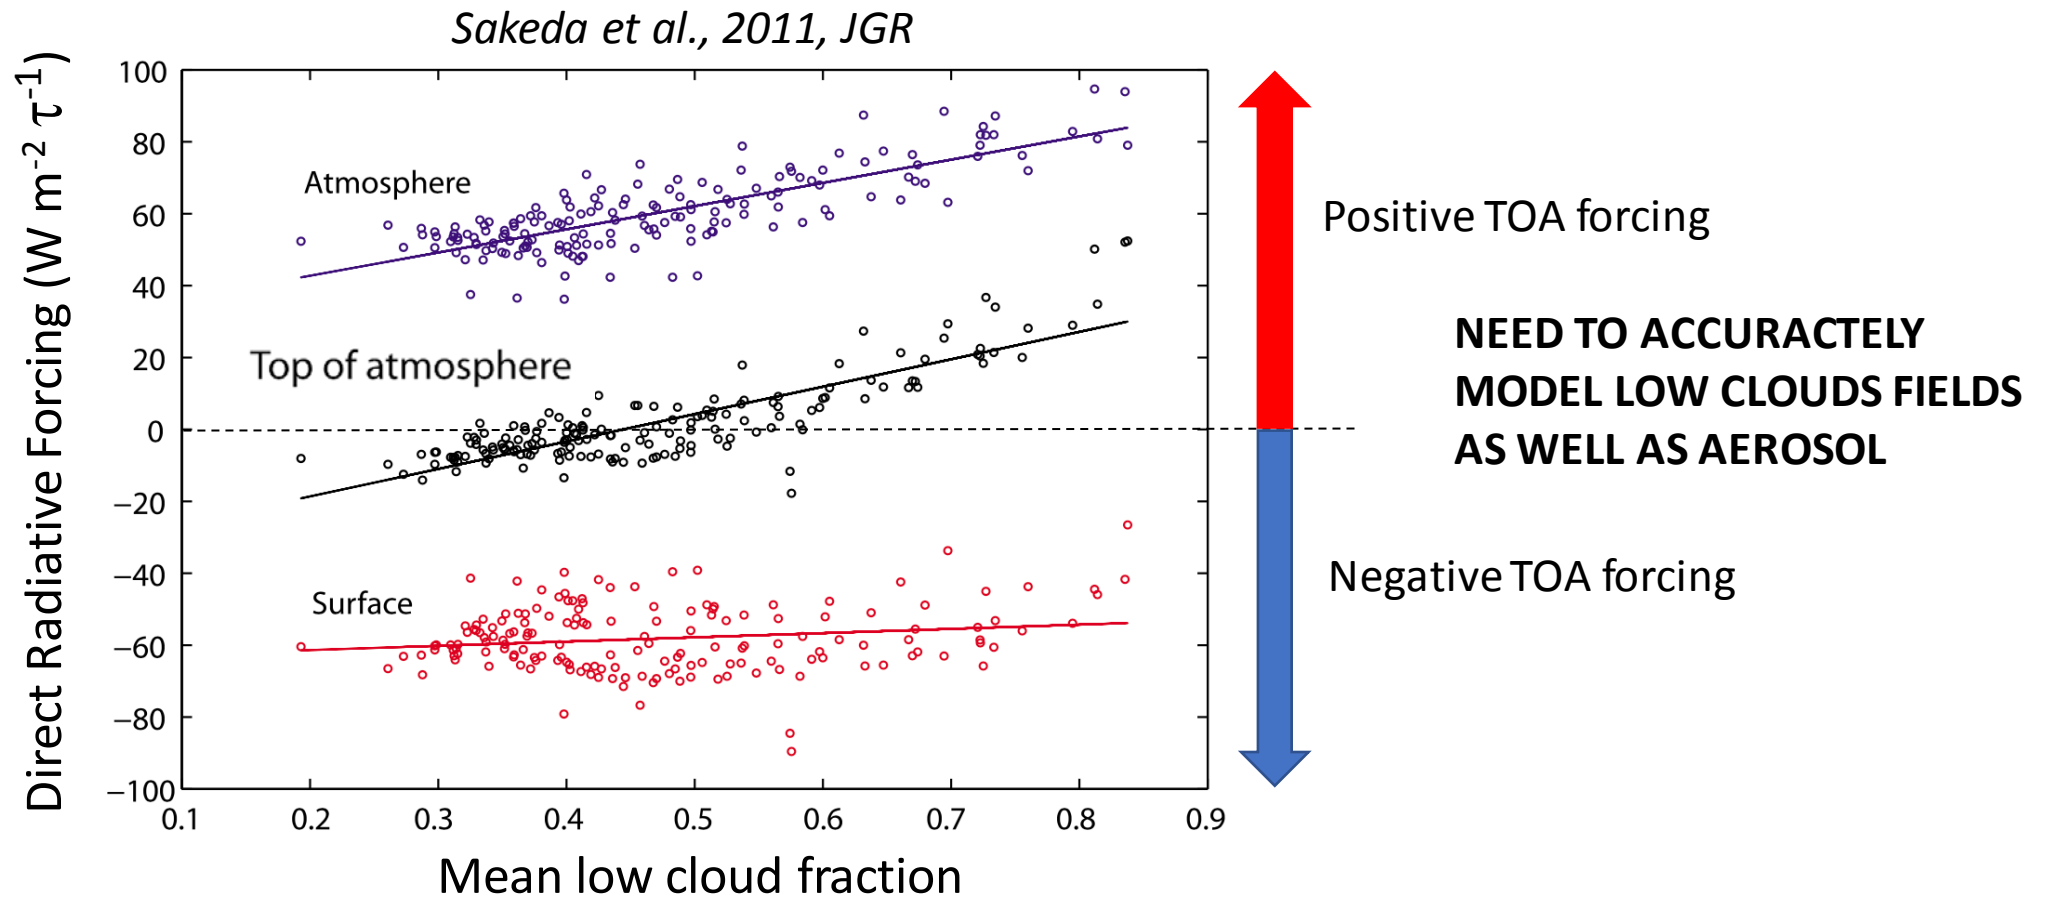 Sakeda et al., 2011, JGR
Direct Radiative Forcing (W m⁻² τ⁻¹)
100
80
60
40
20
0
−20
−40
−60
−80
−100
Atmosphere
Top of atmosphere
Surface
0.1 0.2 0.3 0.4 0.5 0.6 0.7 0.8 0.9
Mean low cloud fraction
Positive TOA forcing
NEED TO ACCURACTELY
MODEL LOW CLOUDS FIELDS
AS WELL AS AEROSOL
Negative TOA forcing